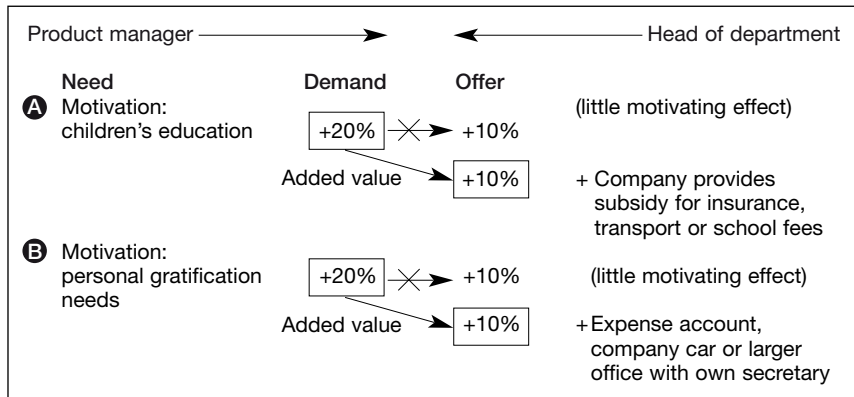 Product manager Head of department
Need Demand Offer
A Motivation: (little motivating effect)
children's education +20% +10%
Added value +10% + Company provides
subsidy for insurance,
transport or school fees
B Motivation:
personal gratification +20% +10% (little motivating effect)
needs
Added value +10% + Expense account,
company car or larger
office with own secretary